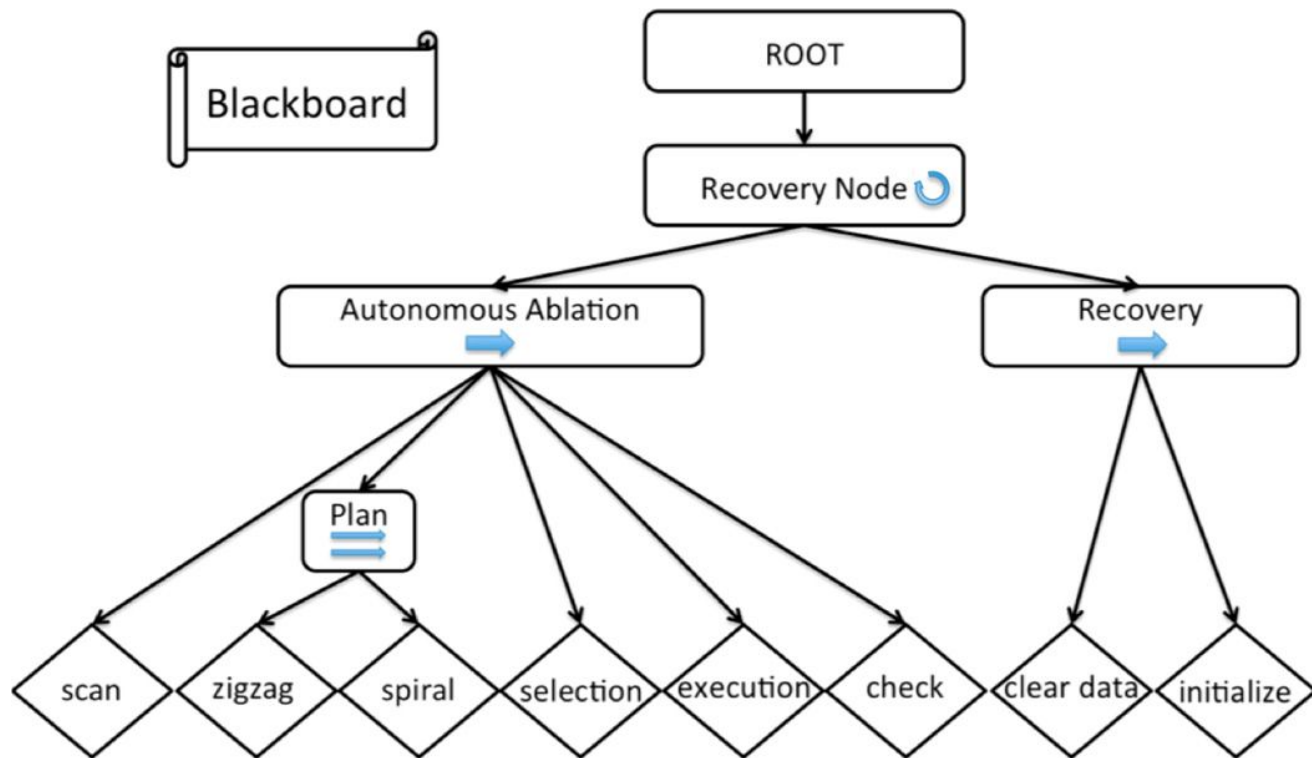 ROOT
Blackboard
Recovery Node
Autonomous Ablation
Recovery
Plan
scan
zigzag
spiral
selection
execution
check
clear data
initialize